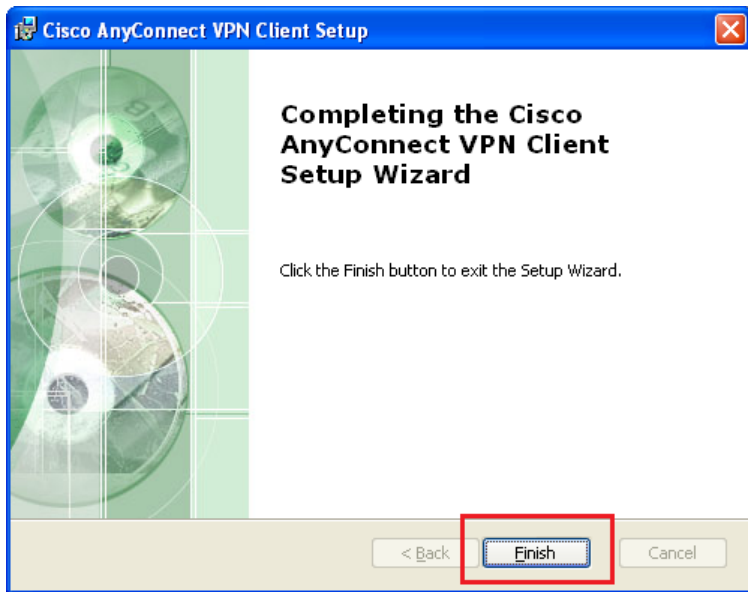 Cisco AnyConnect VPN Client Setup
Completing the Cisco
AnyConnect VPN Client
Setup Wizard
Click the Finish button to exit the Setup Wizard.
< Back
Finish
Cancel